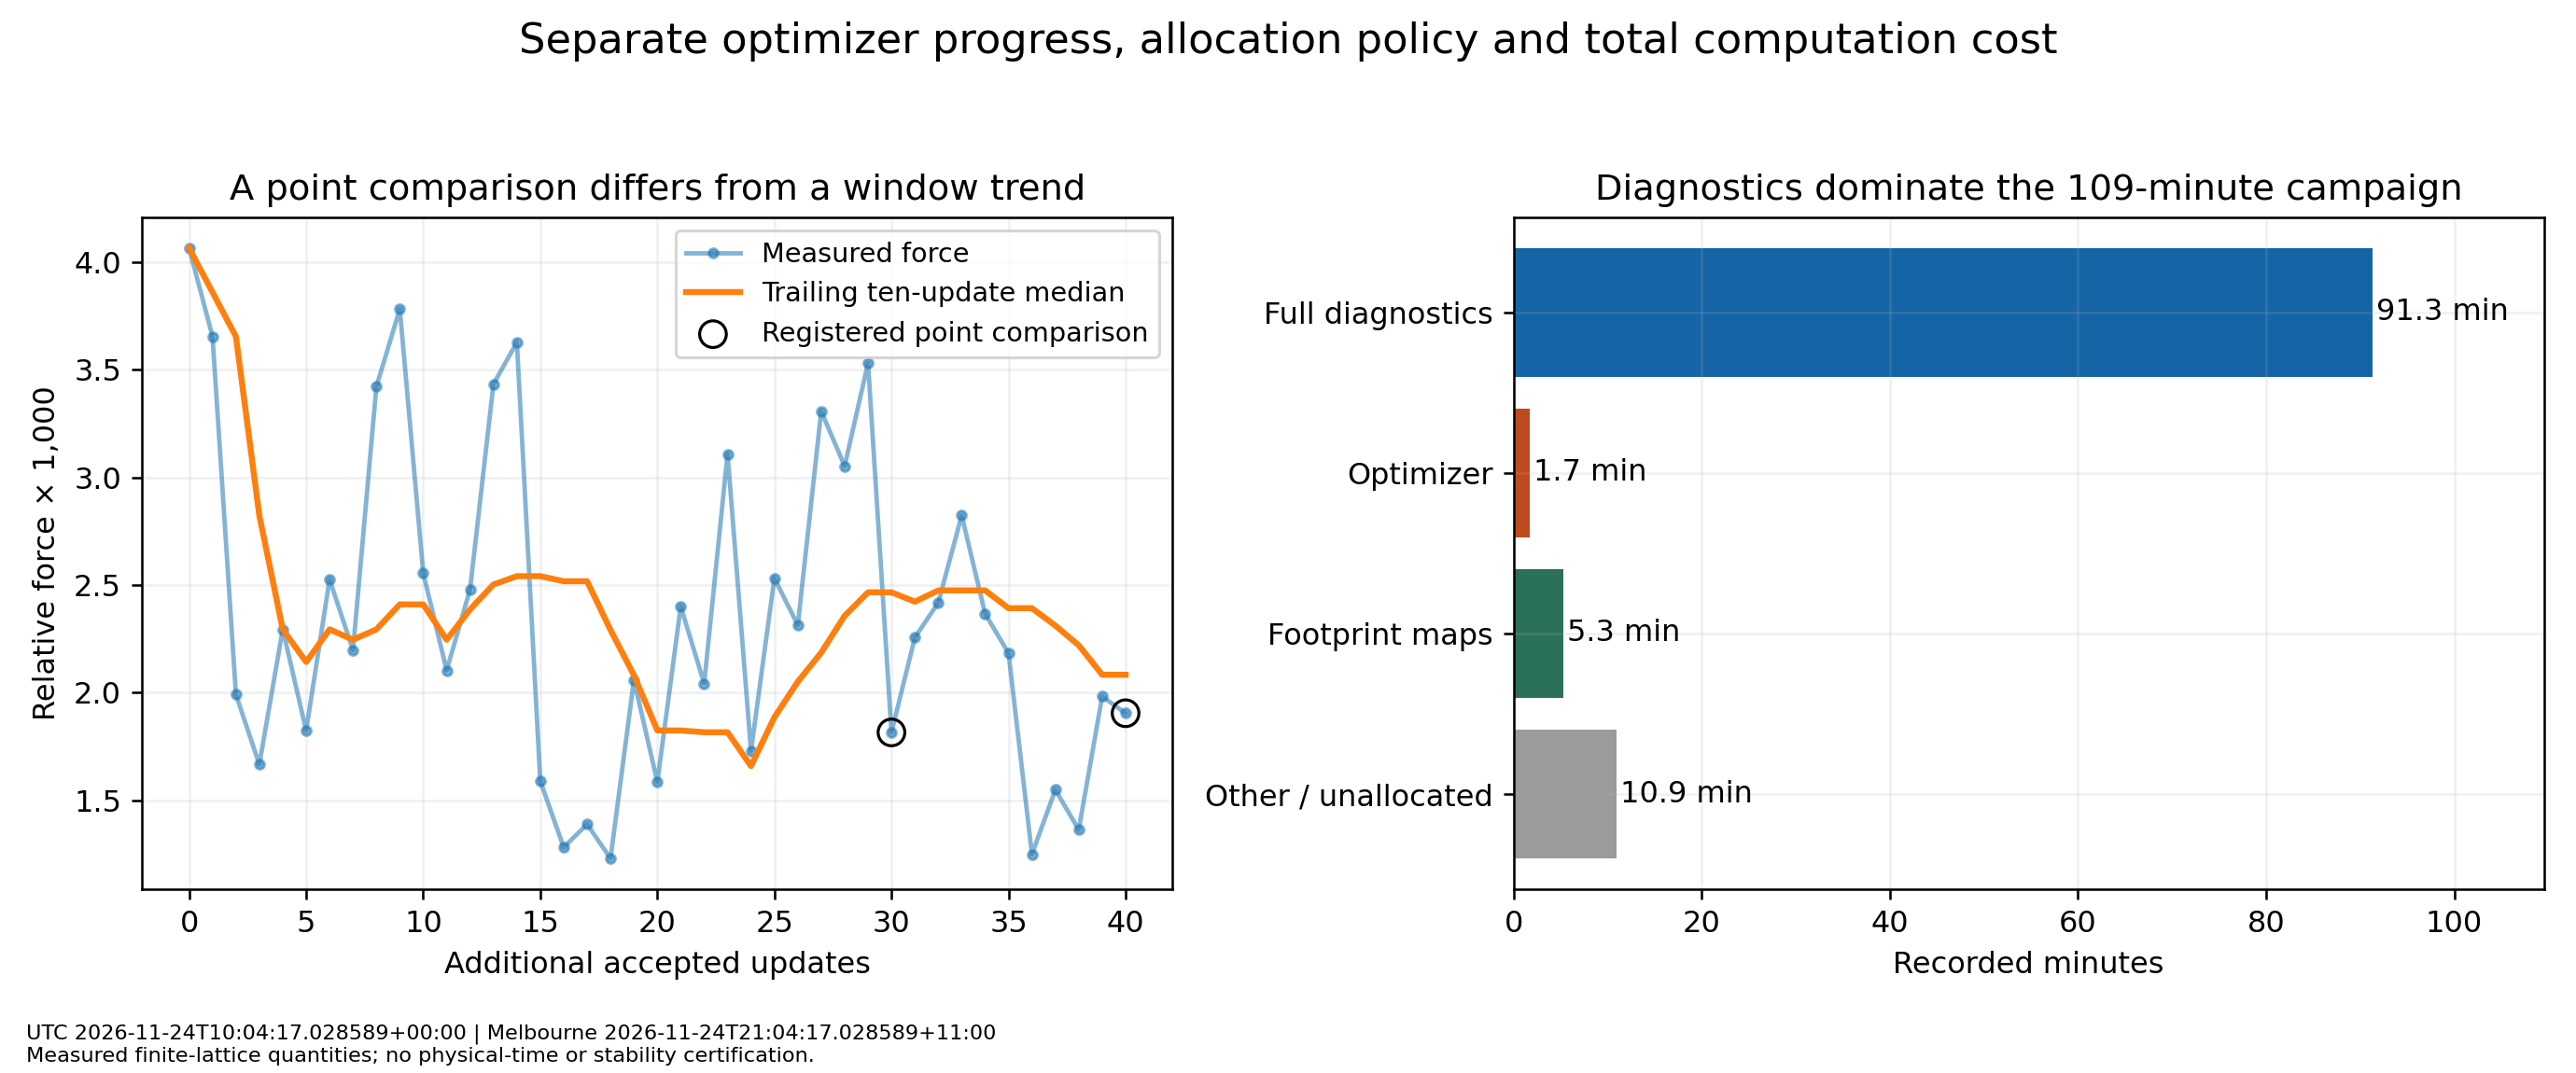 Separate optimizer progress, allocation policy and total computation cost
A point comparison differs from a window trend
Measured force
Trailing ten-update median
Registered point comparison
4.0
3.5
3.0
2.5
2.0
1.5
Relative force × 1,000
0 5 10 15 20 25 30 35 40
Additional accepted updates
Diagnostics dominate the 109-minute campaign
Full diagnostics
91.3 min
Optimizer
1.7 min
Footprint maps
5.3 min
Other / unallocated
10.9 min
0 20 40 60 80 100
Recorded minutes
UTC 2026-11-24T10:04:17.028589+00:00 | Melbourne 2026-11-24T21:04:17.028589+11:00
Measured finite-lattice quantities; no physical-time or stability certification.